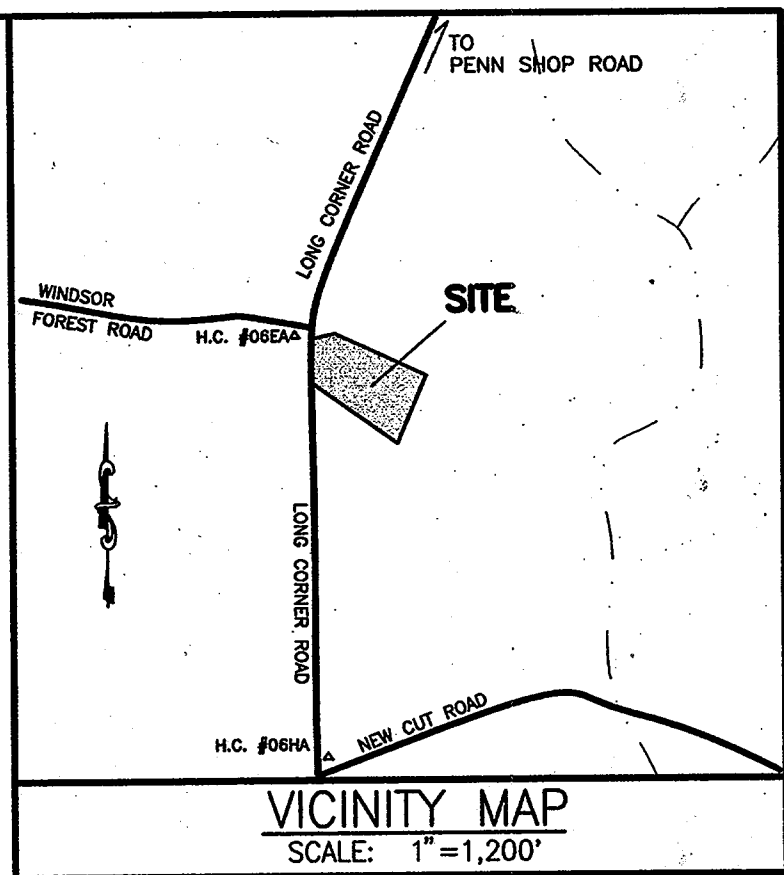 TO
PENN SHOP ROAD
LONG CORNER ROAD
WINDSOR
FOREST ROAD
H.C. #06EA
SITE
LONG CORNER ROAD
H.C. #06HA
NEW CUT ROAD
VICINITY MAP
SCALE: 1"=1,200'